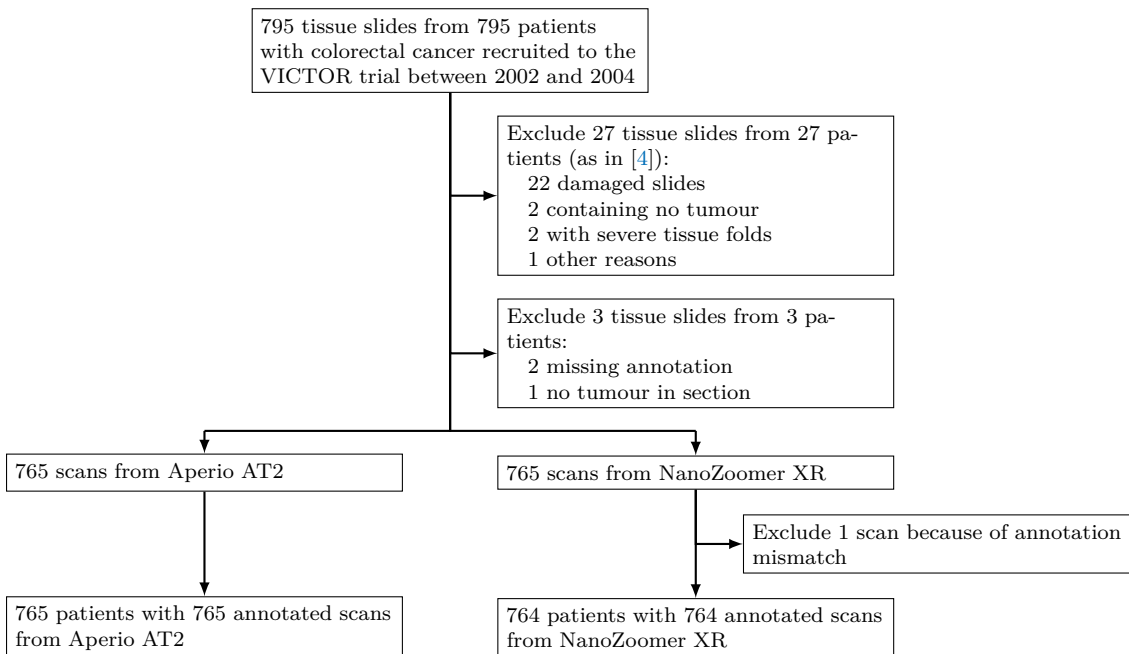 795 tissue slides from 795 patients
with colorectal cancer recruited to the
VICTOR trial between 2002 and 2004
Exclude 27 tissue slides from 27 pa-
tients (as in [4]):
22 damaged slides
2 containing no tumour
2 with severe tissue folds
1 other reasons
Exclude 3 tissue slides from 3 pa-
tients:
2 missing annotation
1 no tumour in section
765 scans from Aperio AT2
765 scans from NanoZoomer XR
Exclude 1 scan because of annotation
mismatch
765 patients with 765 annotated scans
from Aperio AT2
764 patients with 764 annotated scans
from NanoZoomer XR